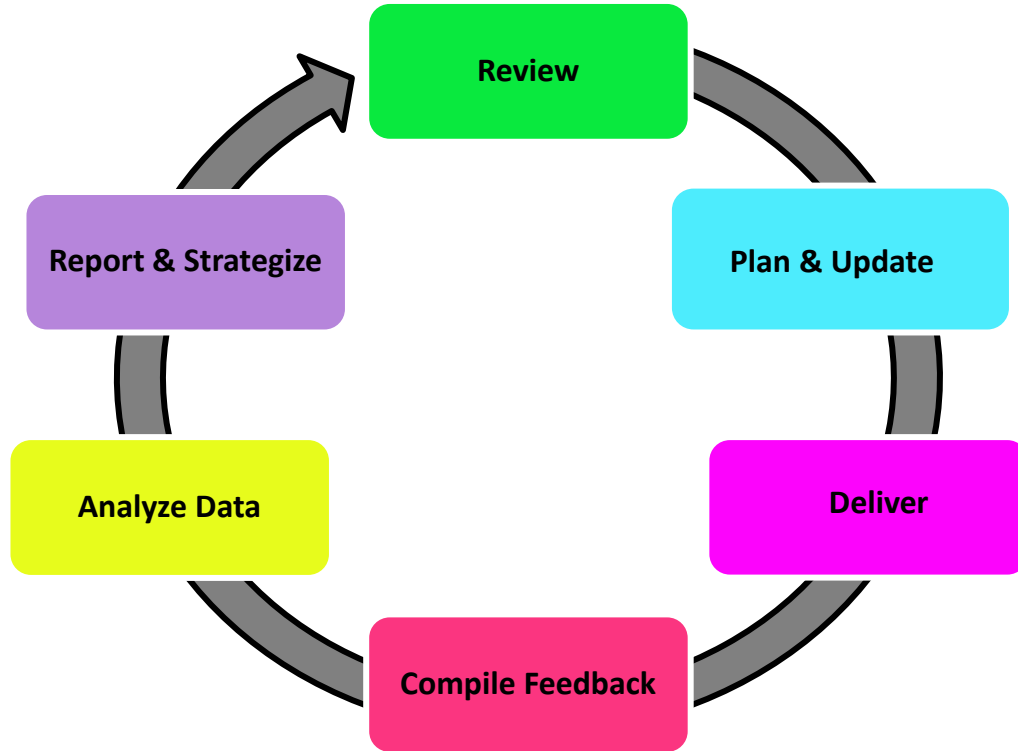 Review
Plan & Update
Deliver
Compile Feedback
Analyze Data
Report & Strategize